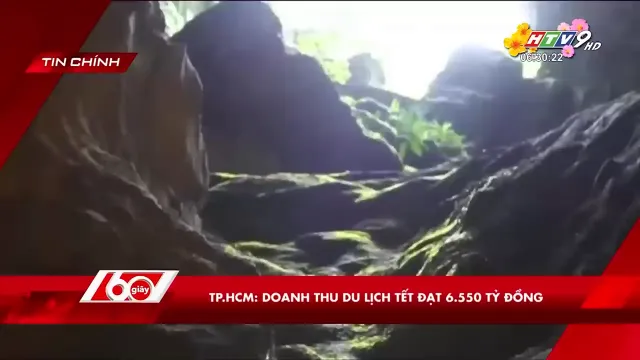 TIN CHÍNH
HTV9 HD
06:30:22
60 giây
TP.HCM: DOANH THU DU LỊCH TẾT ĐẠT 6.550 TỶ ĐỒNG